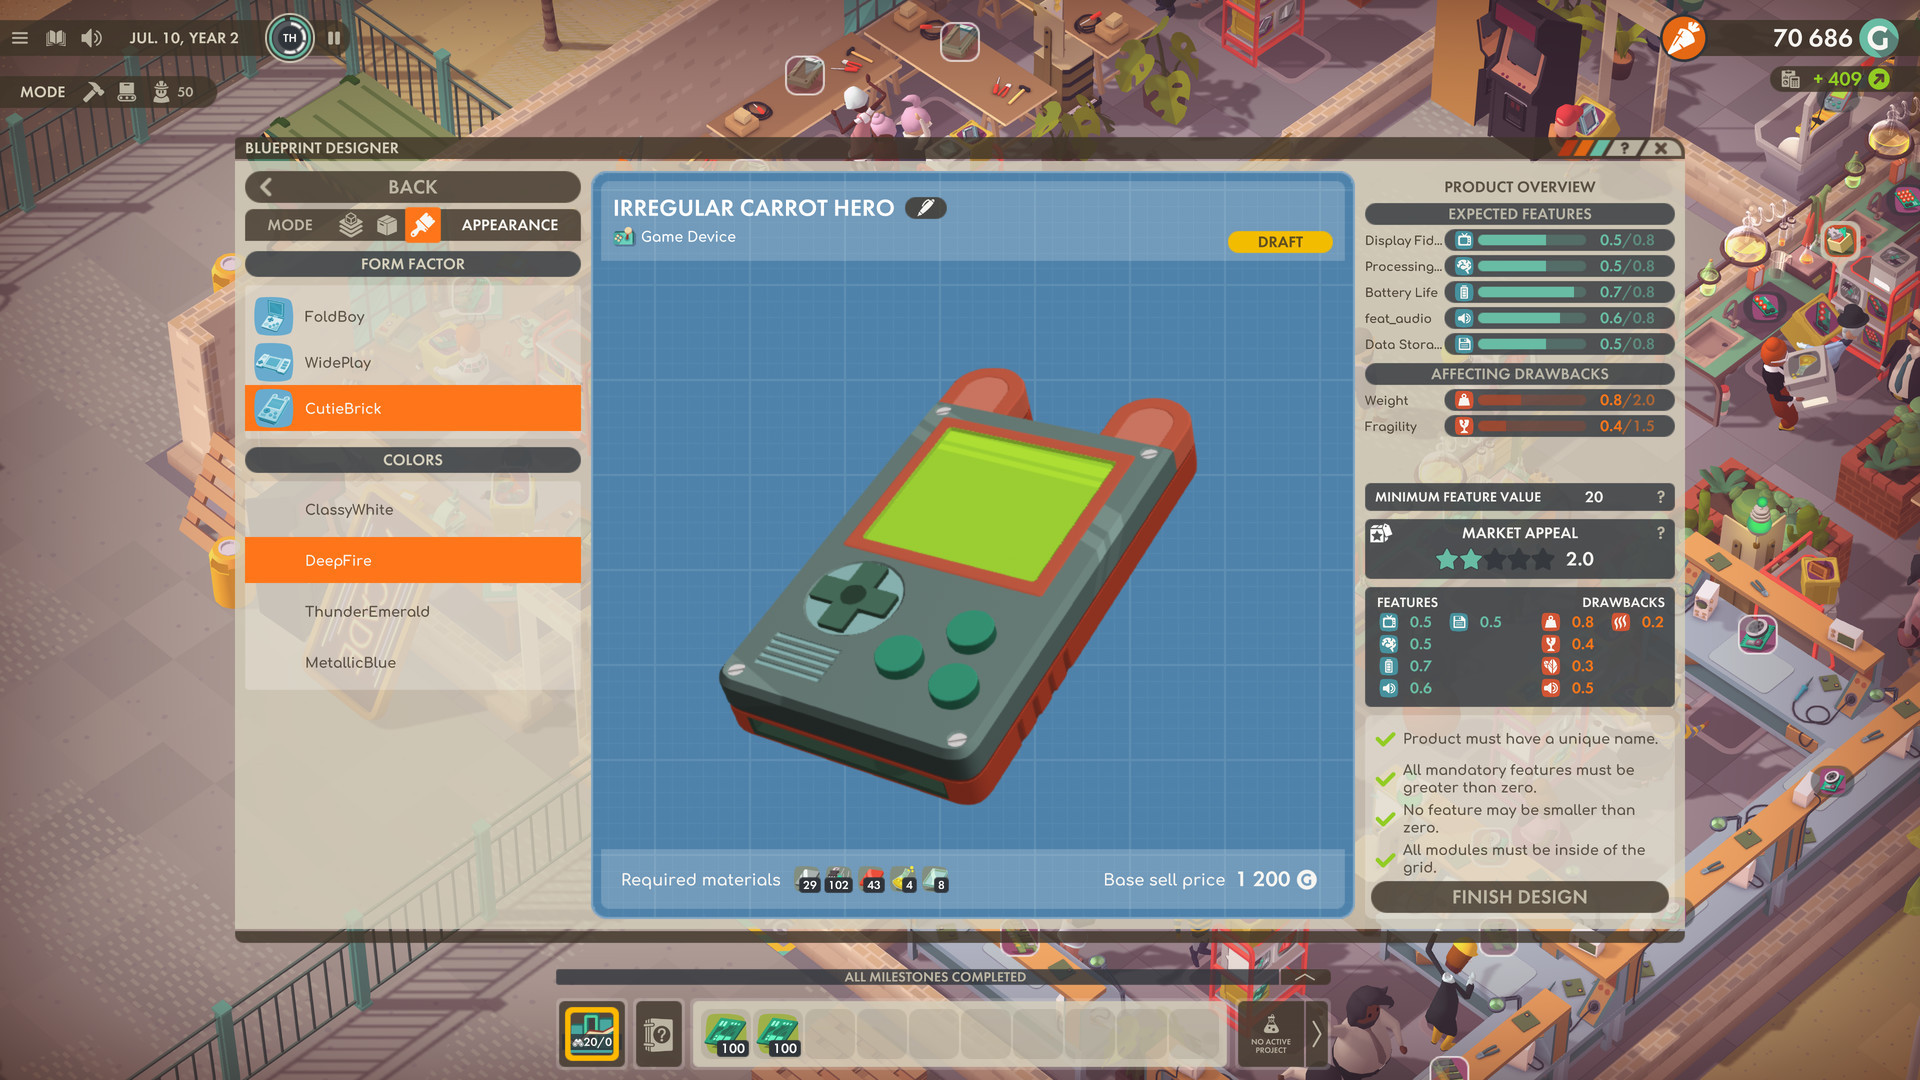 JUL. 10, YEAR 2
TH
70 686
MODE
50
+ 409
BLUEPRINT DESIGNER
?
BACK
MODE
APPEARANCE
FORM FACTOR
FoldBoy
WidePlay
CutieBrick
COLORS
ClassyWhite
DeepFire
ThunderEmerald
MetallicBlue
IRREGULAR CARROT HERO
Game Device
DRAFT
Required materials
29
102
43
4
8
Base sell price 1 200
PRODUCT OVERVIEW
EXPECTED FEATURES
Display Fid... 0.5/0.8
Processing... 0.5/0.8
Battery Life 0.7/0.8
feat_audio 0.6/0.8
Data Stora... 0.5/0.8
AFFECTING DRAWBACKS
Weight 0.8/2.0
Fragility 0.4/1.5
MINIMUM FEATURE VALUE 20 ?
MARKET APPEAL ?
2.0
FEATURES DRAWBACKS
0.5 0.5 0.8 0.2
0.5 0.4
0.7 0.3
0.6 0.5
Product must have a unique name.
All mandatory features must be
greater than zero.
No feature may be smaller than
zero.
All modules must be inside of the
grid.
FINISH DESIGN
ALL MILESTONES COMPLETED
20/0
?
100
100
NO ACTIVE
PROJECT